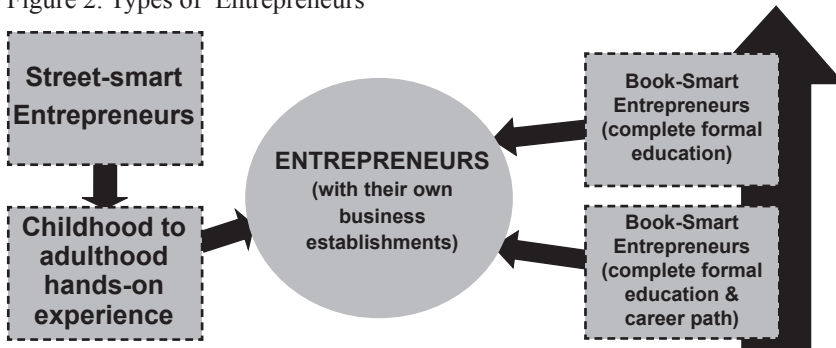 Figure 2. Types of Entrepreneurs
Street-smart
Entrepreneurs
Childhood to
adulthood
hands-on
experience
ENTREPRENEURS
(with their own
business
establishments)
Book-Smart
Entrepreneurs
(complete formal
education)
Book-Smart
Entrepreneurs
(complete formal
education &
career path)